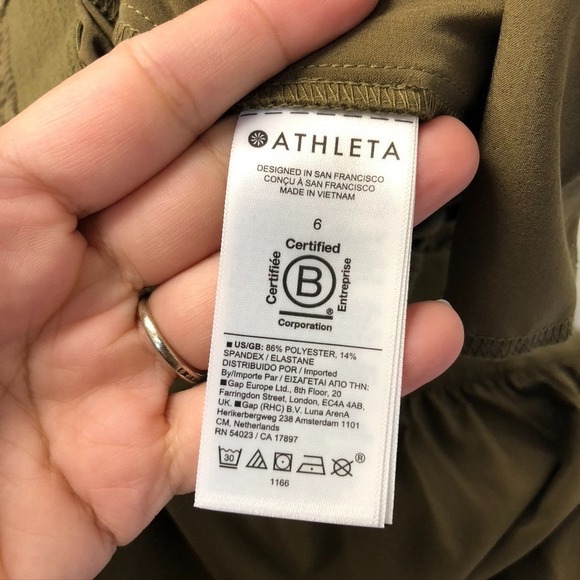 ATHLETA
DESIGNED IN SAN FRANCISCO
CONÇU À SAN FRANCISCO
MADE IN VIETNAM
6
Certified
Certifiée
B
®
Entreprise
Corporation
US/GB: 86% POLYESTER, 14%
SPANDEX / ELASTANE
DISTRIBUIDO POR / Imported
By/Importe Par / ΕΙΣΑΓΕΤΑΙ ΑΠΟ ΤΗΝ:
Gap Europe Ltd., 8th Floor, 20
Farringdon Street, London, EC4A 4AB,
UK. Gap (RHC) B.V. Luna ArenA
Herikerbergweg 238 Amsterdam 1101
CM, Netherlands
RN 54023 / CA 17897
30 ®
1166